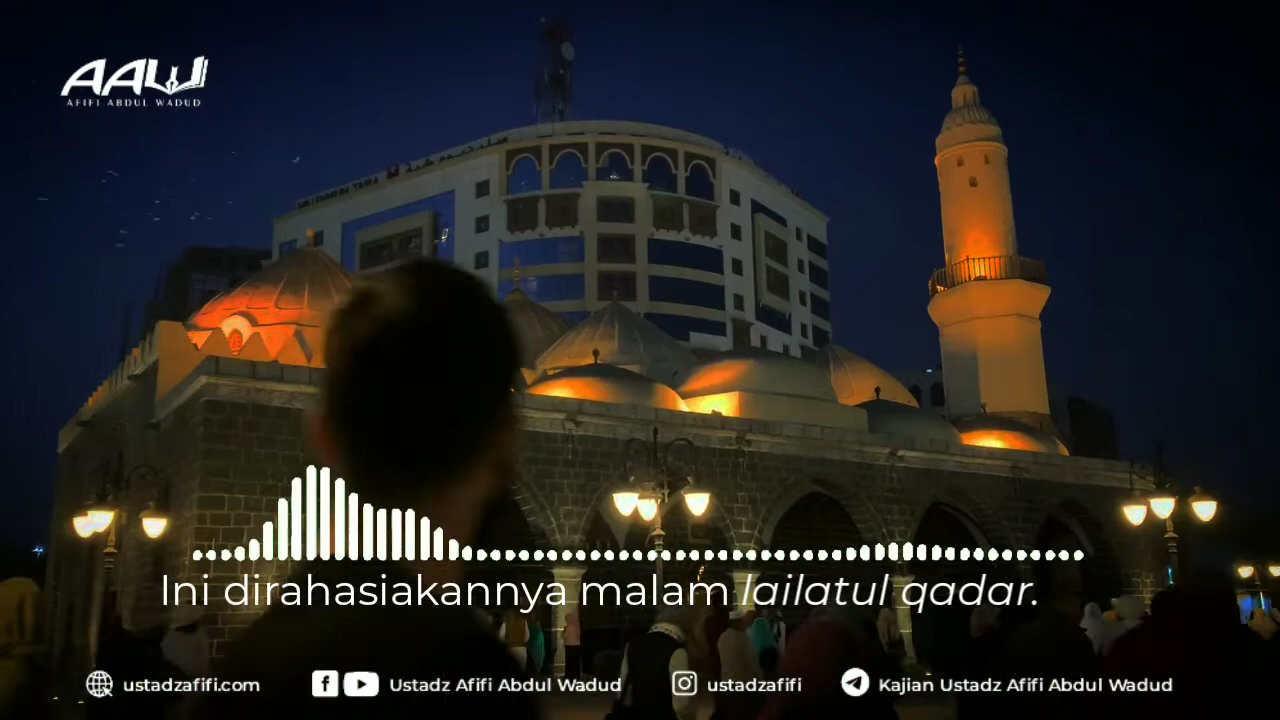 AAW
AFIFI ABDUL WADUD
Ini dirahasiakannya malam lailatul qadar.
ustadzafifi.com
Ustadz Afifi Abdul Wadud
ustadzafifi
Kajian Ustadz Afifi Abdul Wadud